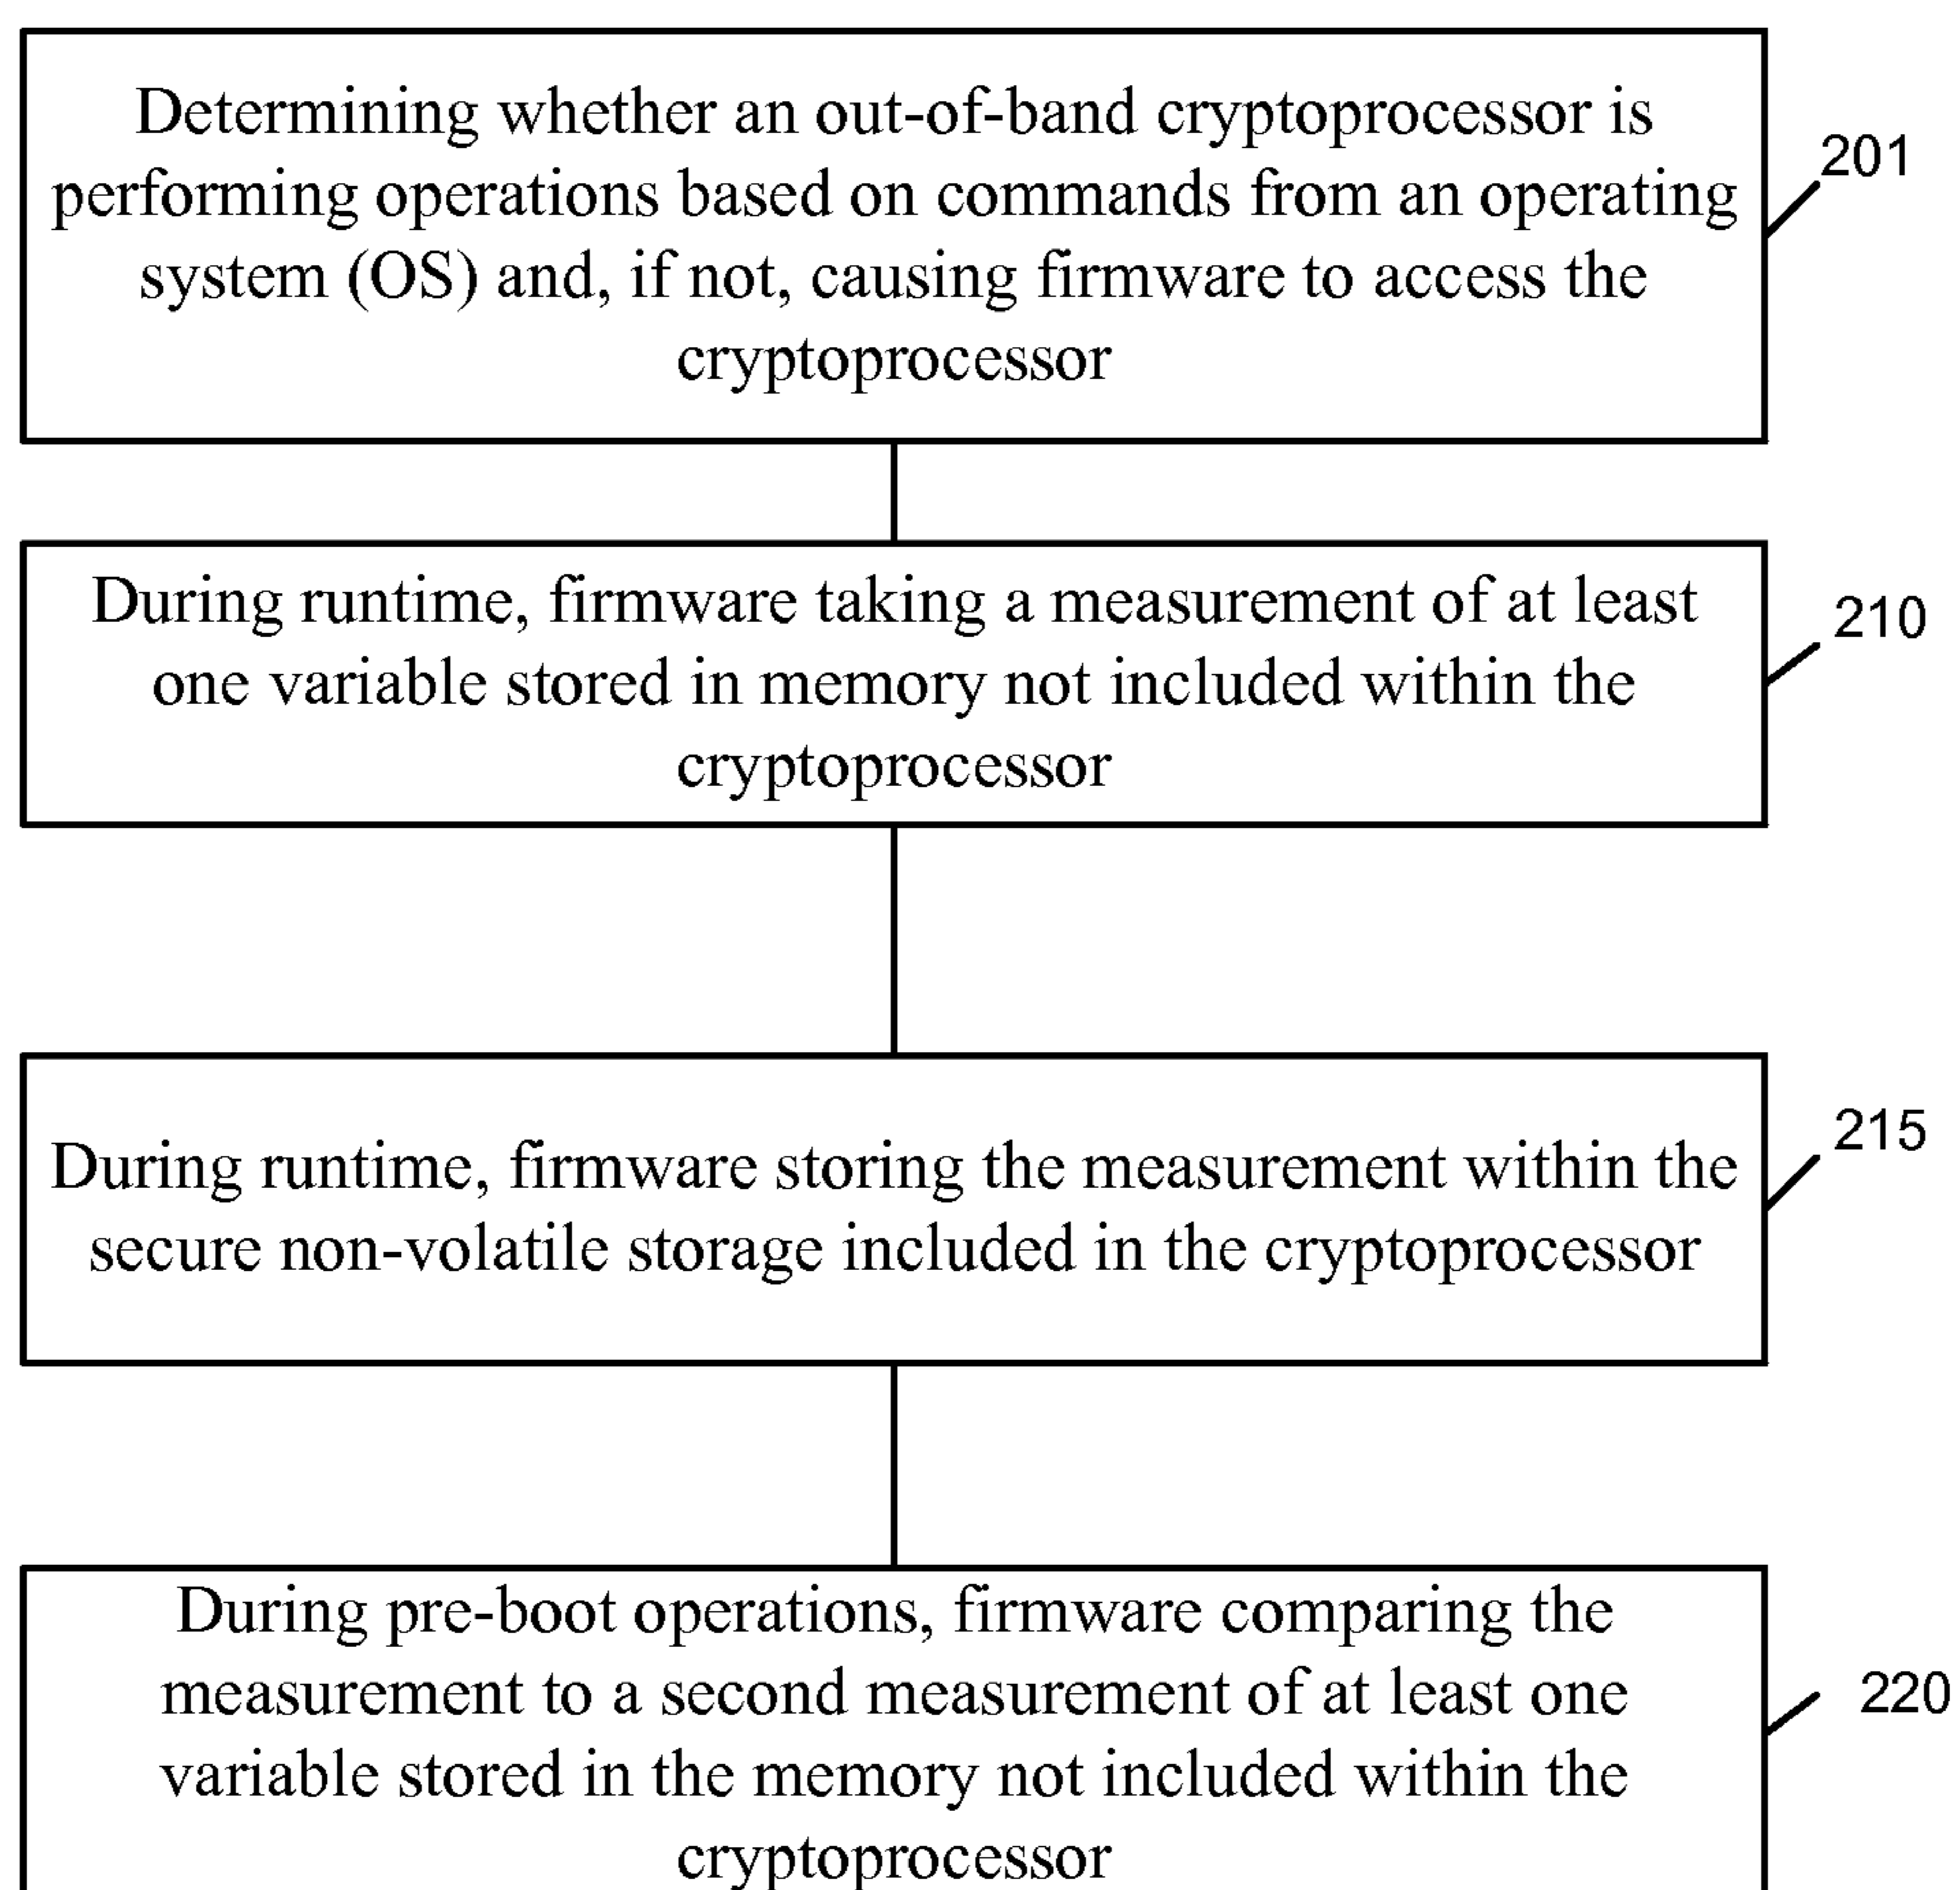 Determining whether an out-of-band cryptoprocessor is
performing operations based on commands from an operating
system (OS) and, if not, causing firmware to access the
cryptoprocessor
201
During runtime, firmware taking a measurement of at least
one variable stored in memory not included within the
cryptoprocessor
210
During runtime, firmware storing the measurement within the
secure non-volatile storage included in the cryptoprocessor
215
During pre-boot operations, firmware comparing the
measurement to a second measurement of at least one
variable stored in the memory not included within the
cryptoprocessor
220